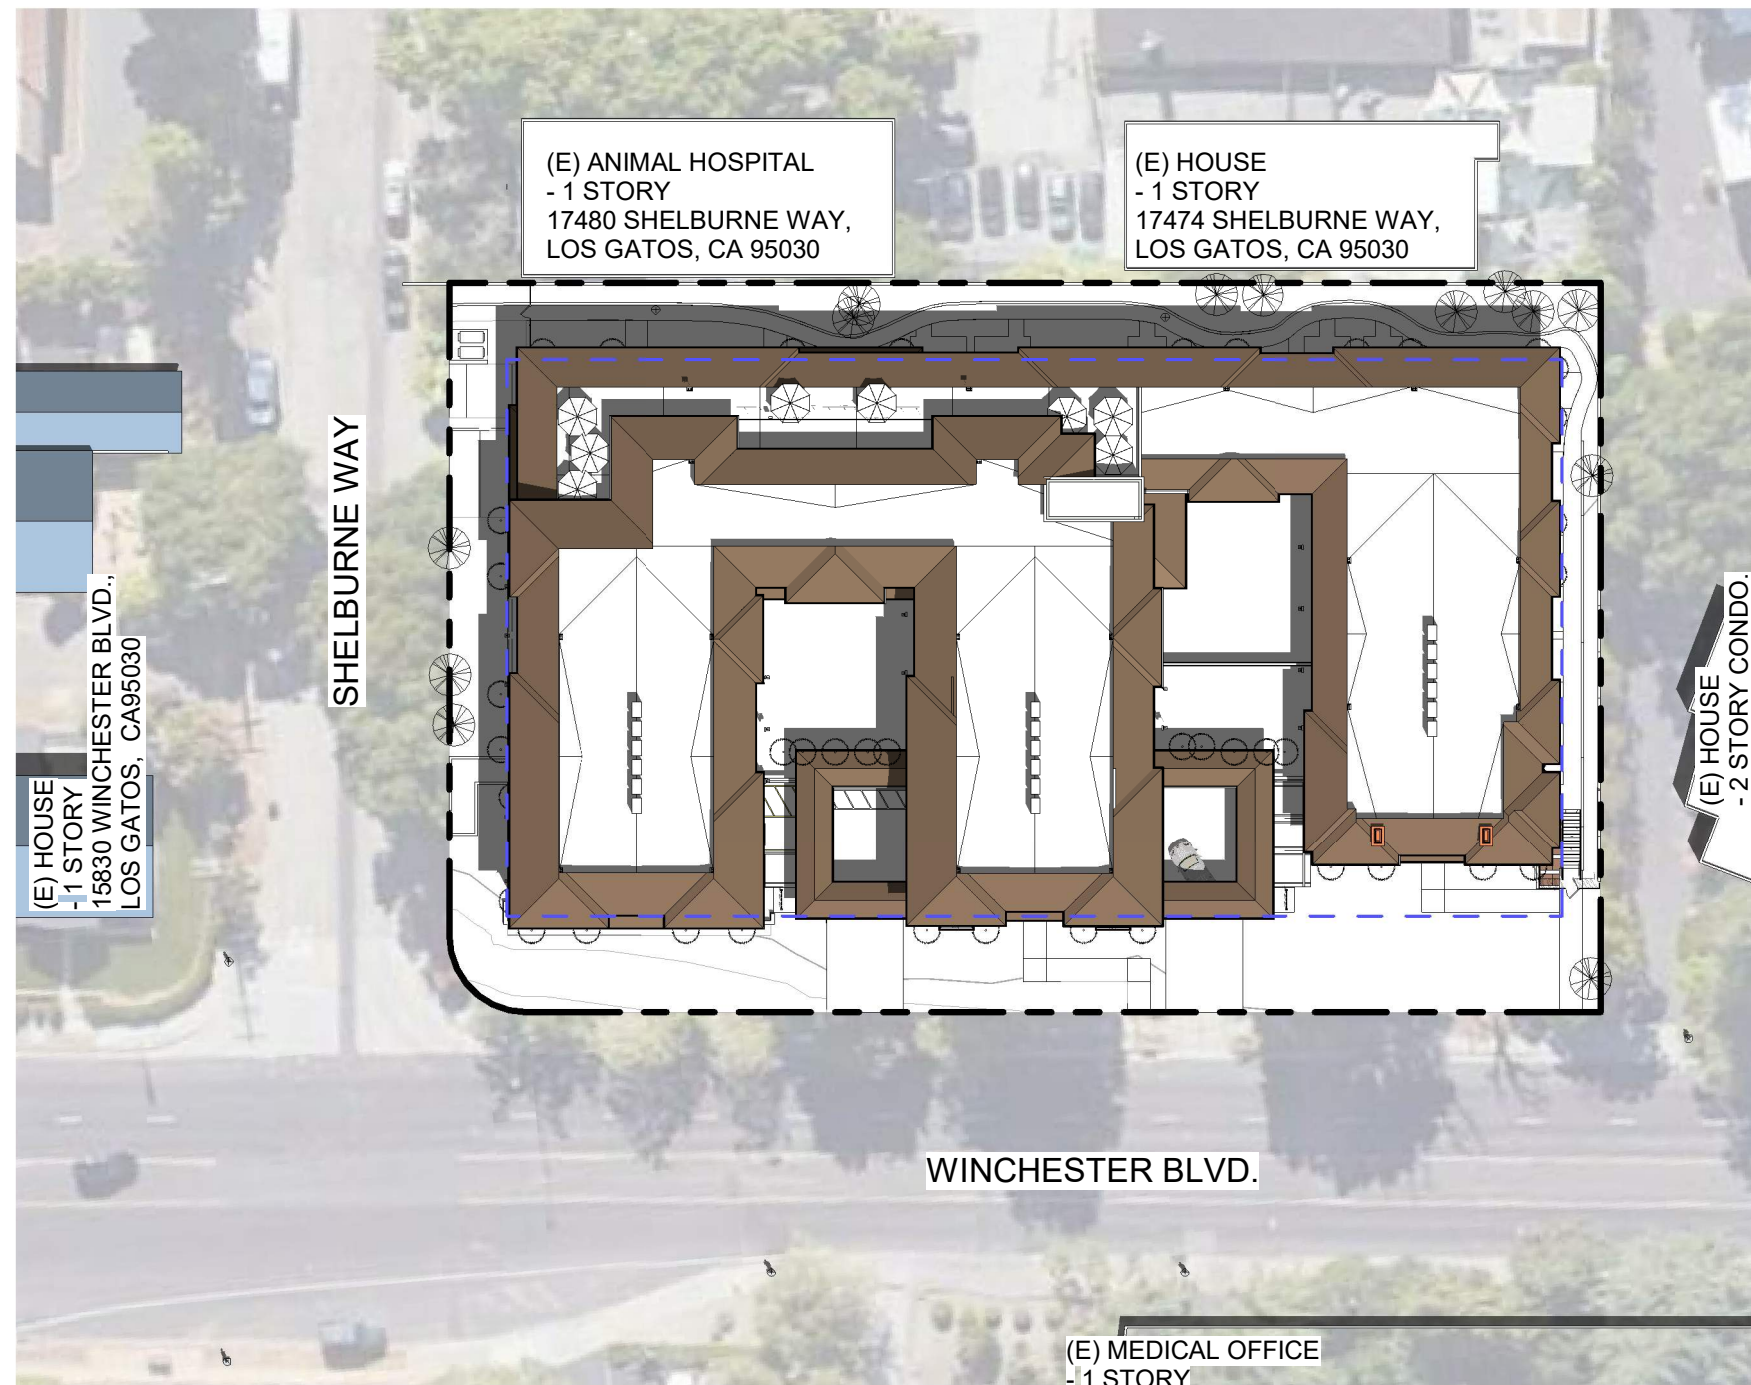 (E) ANIMAL HOSPITAL
- 1 STORY
17480 SHELBURNE WAY,
LOS GATOS, CA 95030
(E) HOUSE
- 1 STORY
17474 SHELBURNE WAY,
LOS GATOS, CA 95030
SHELBURNE WAY
(E) HOUSE
- 1 STORY
15830 WINCHESTER BLVD.,
LOS GATOS, CA95030
(E) HOUSE
- 2 STORY CONDO.
WINCHESTER BLVD.
(E) MEDICAL OFFICE
- 1 STORY